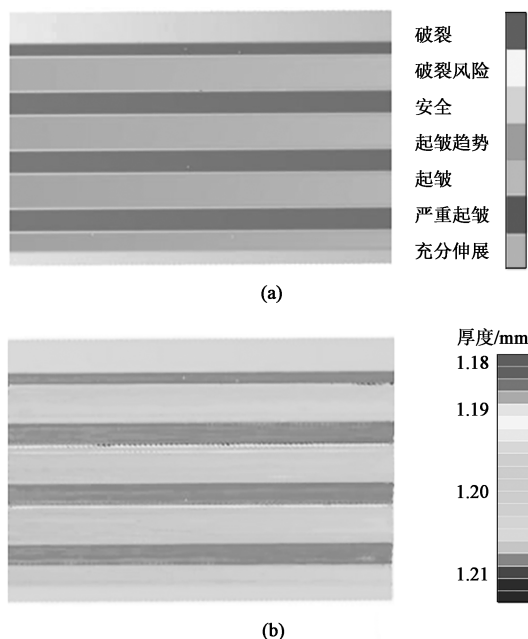 破裂
破裂风险
安全
起皱趋势
起皱
严重起皱
充分伸展
(a)
厚度/mm
1.18
1.19
1.20
1.21
(b)